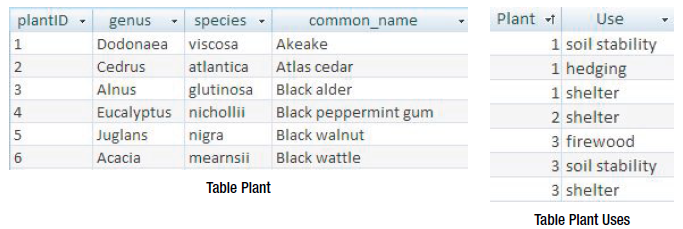 plantID genus species common_name
1 Dodonaea viscosa Akeake
2 Cedrus atlantica Atlas cedar
3 Alnus glutinosa Black alder
4 Eucalyptus nichollii Black peppermint gum
5 Juglans nigra Black walnut
6 Acacia mearnsii Black wattle
Table Plant
Plant Use
1 soil stability
1 hedging
1 shelter
2 shelter
3 firewood
3 soil stability
3 shelter
Table Plant Uses